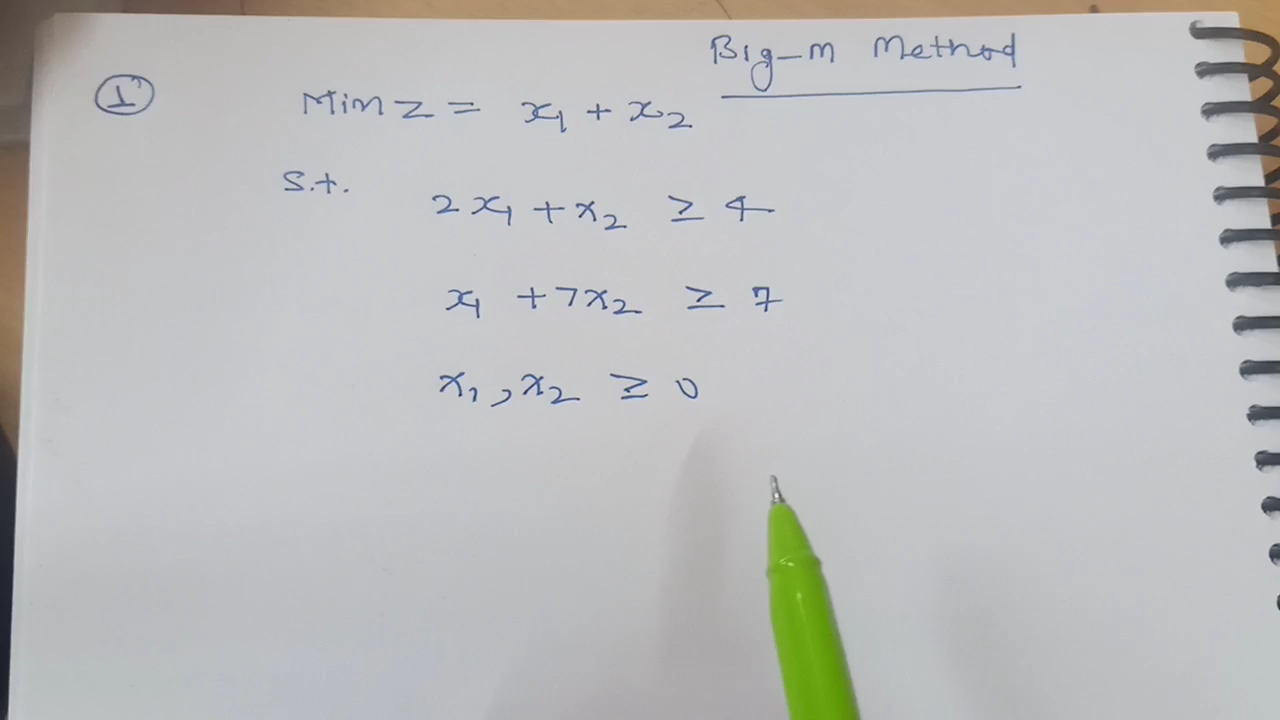 Big-M Method
① Min Z = x₁ + x₂
S.t.
2x₁ + x₂ ≥ 4
x₁ + 7x₂ ≥ 7
x₁, x₂ ≥ 0